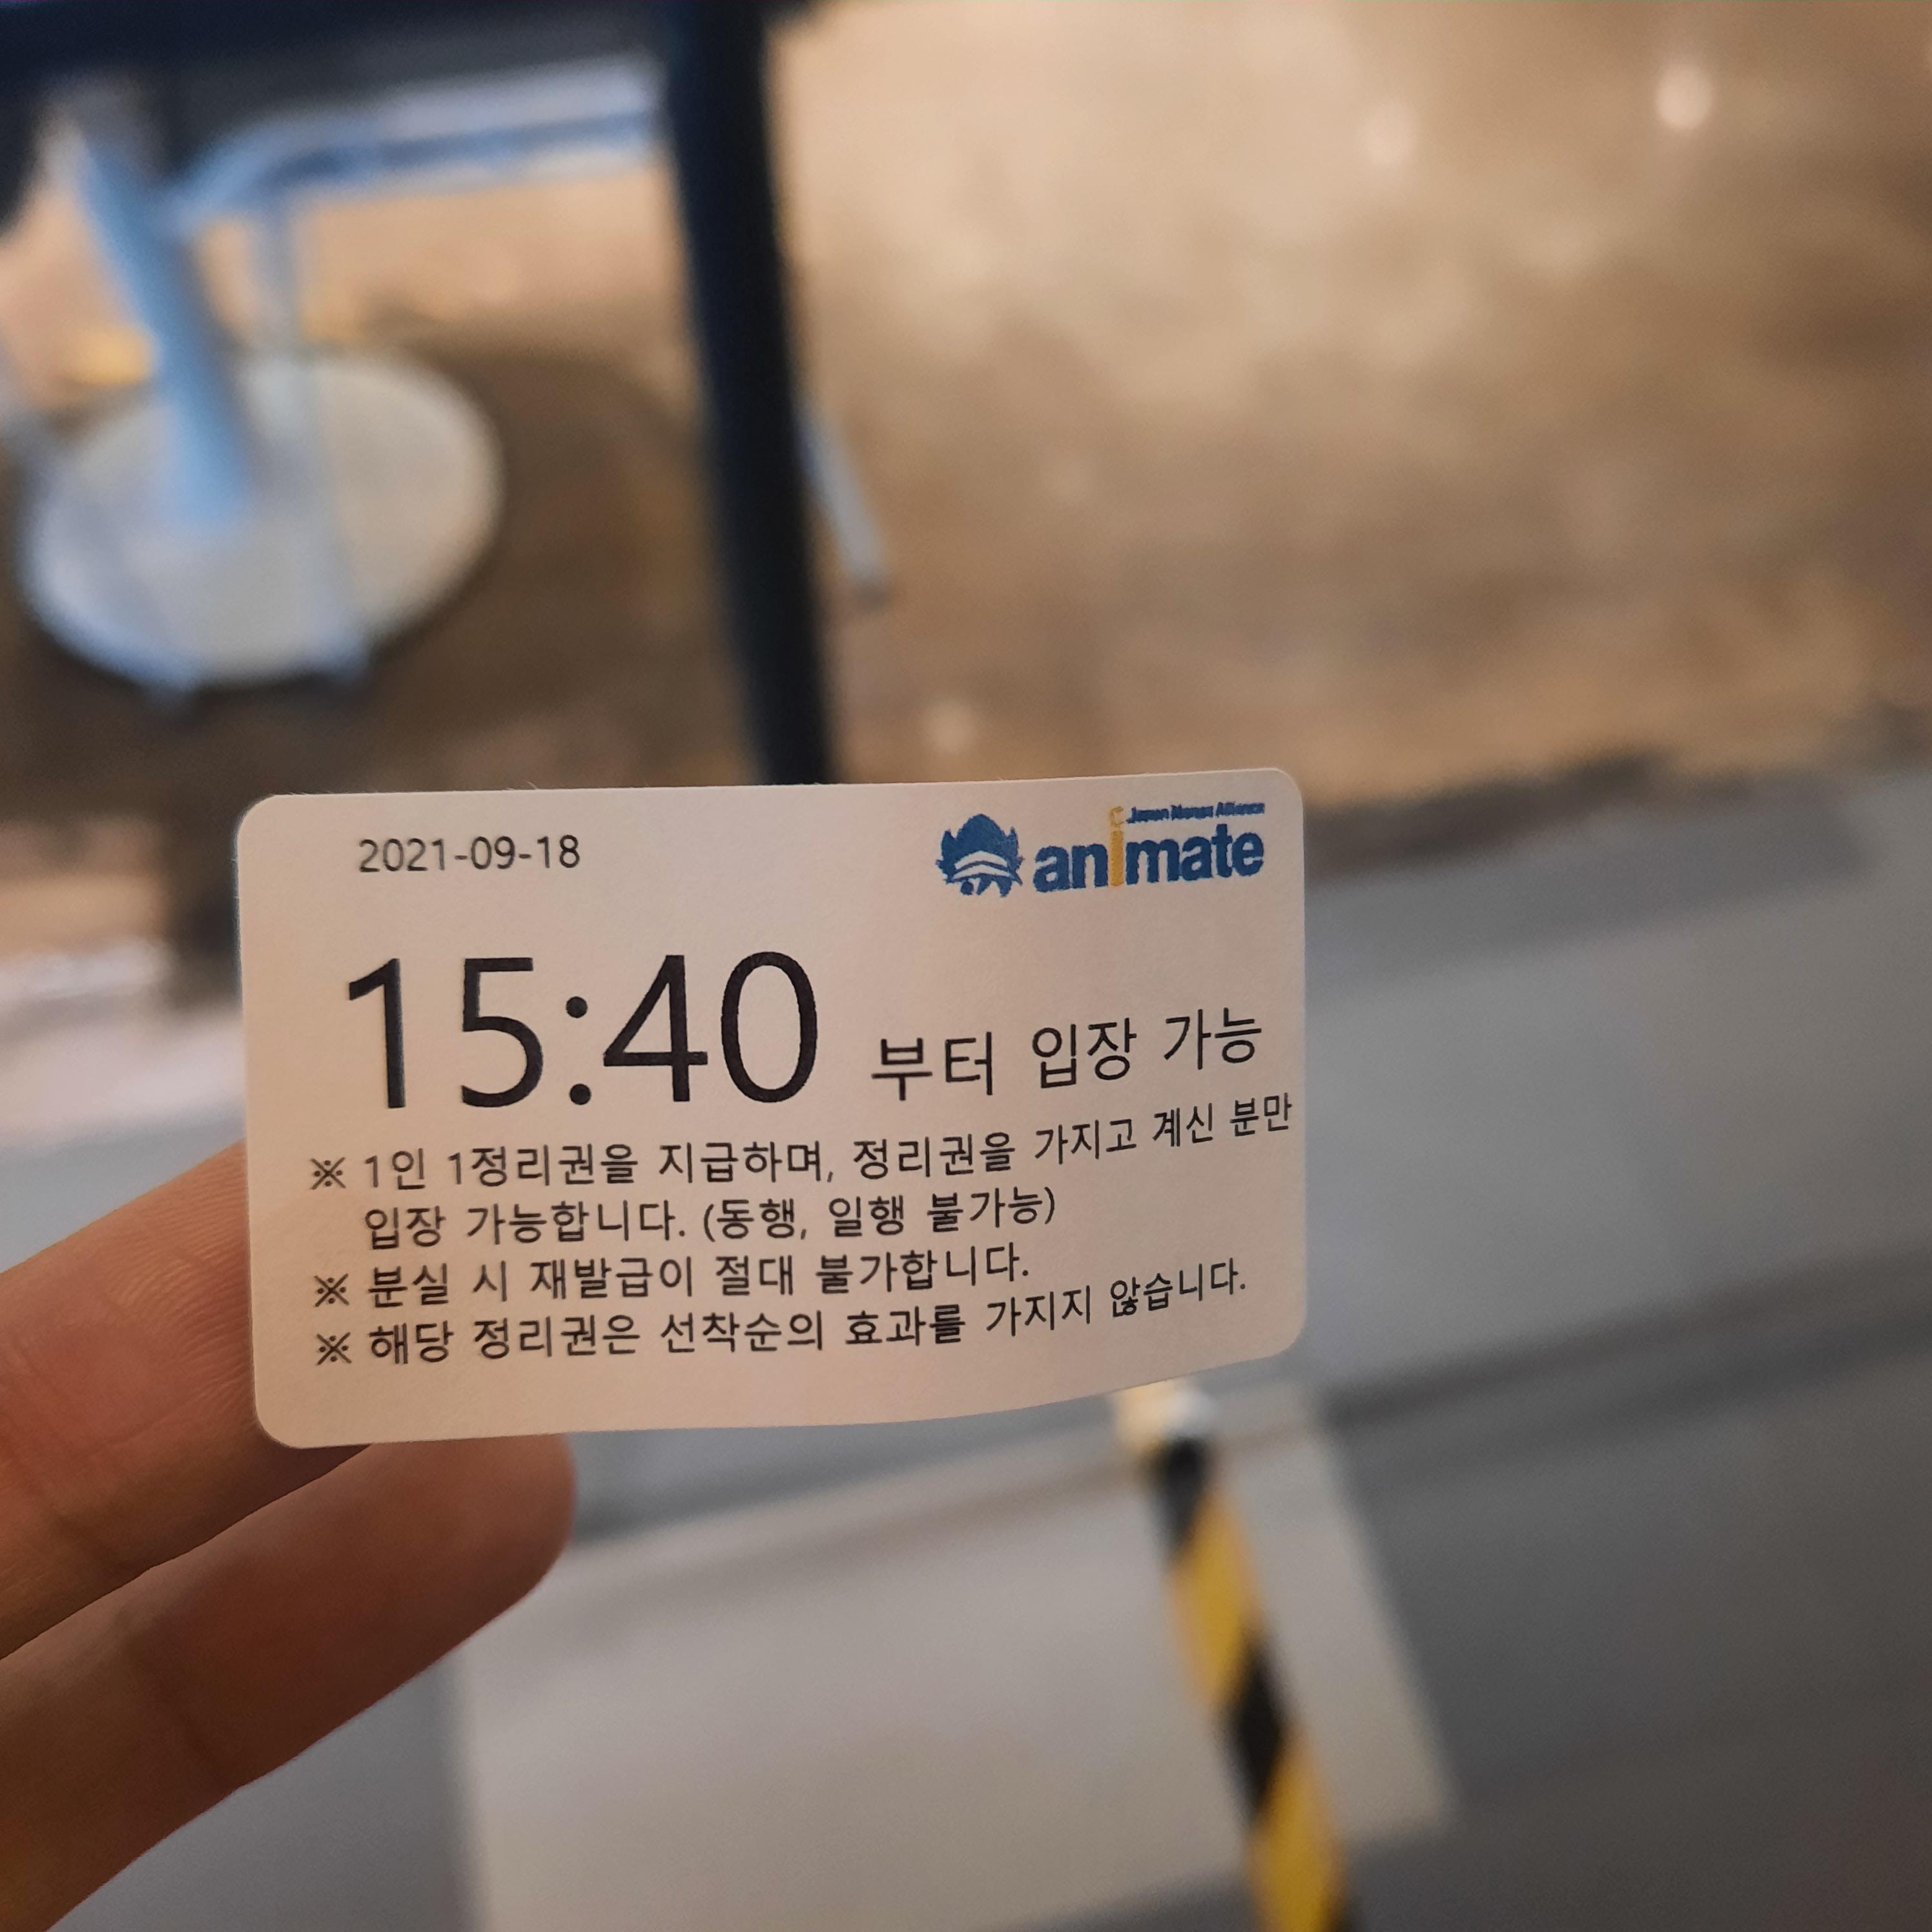 2021-09-18
Japan Manga Alliance
animate
15:40 부터 입장 가능
※ 1인 1정리권을 지급하며, 정리권을 가지고 계신 분만
입장 가능합니다. (동행, 일행 불가능)
※ 분실 시 재발급이 절대 불가합니다.
※ 해당 정리권은 선착순의 효과를 가지지 않습니다.